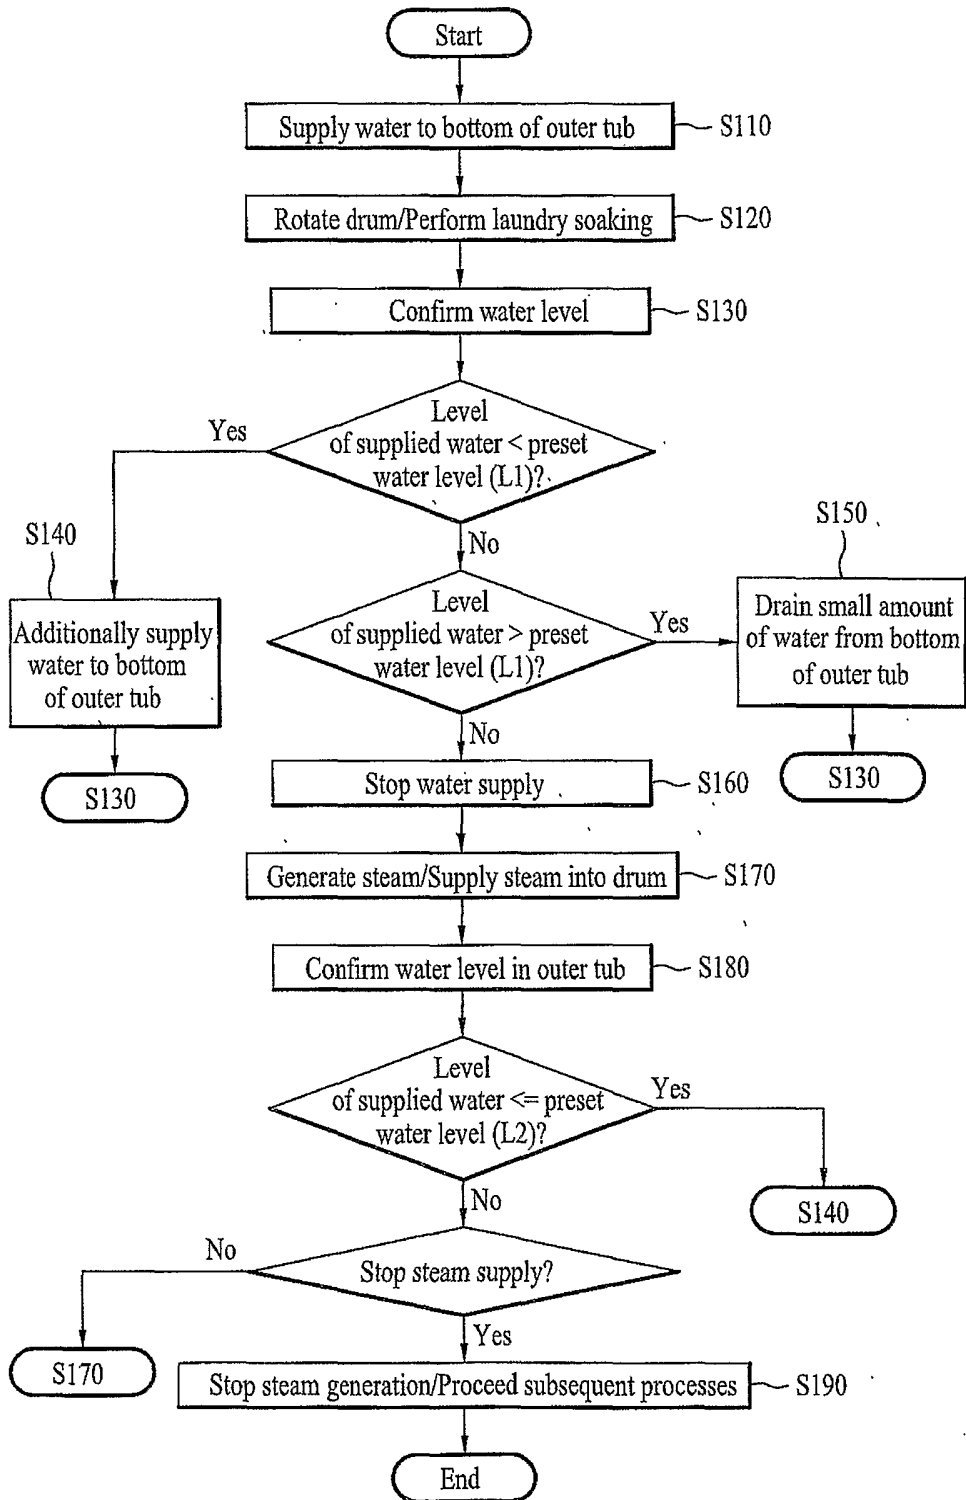 Start
Supply water to bottom of outer tub
S110
Rotate drum/Perform laundry soaking
S120
Confirm water level
S130
Level
of supplied water < preset
water level (L1)?
Yes
No
S140
Additionally supply
water to bottom
of outer tub
S130
Level
of supplied water > preset
water level (L1)?
Yes
No
S150
Drain small amount
of water from bottom
of outer tub
S130
Stop water supply
S160
Generate steam/Supply steam into drum
S170
Confirm water level in outer tub
S180
Level
of supplied water <= preset
water level (L2)?
Yes
No
S140
Stop steam supply?
No
Yes
S170
Stop steam generation/Proceed subsequent processes
S190
End